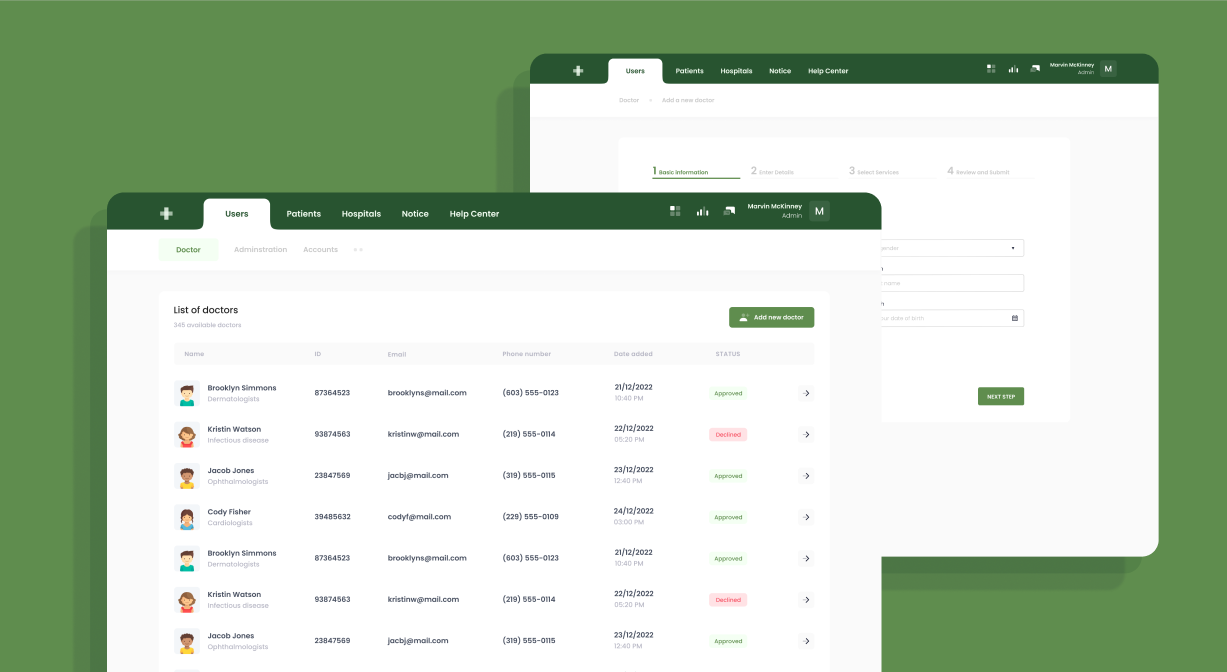 Users
Patients
Hospitals
Notice
Help Center
Marvin McKinney
Admin
M
Doctor
Add a new doctor
1 Basic Information
2 Enter Details
3 Select Services
4 Review and Submit
gender
name
date of birth
NEXT STEP
Users
Patients
Hospitals
Notice
Help Center
Marvin McKinney
Admin
M
Doctor
Adminstration
Accounts
List of doctors
345 available doctors
Add new doctor
Name ID Email Phone number Date added STATUS
Brooklyn Simmons
Dermatologists
87364523 brooklyns@mail.com (603) 555-0123
21/12/2022
10:40 PM
Approved
Kristin Watson
Infectious disease
93874563 kristinw@mail.com (219) 555-0114
22/12/2022
05:20 PM
Declined
Jacob Jones
Ophthalmologists
23847569 jacbj@mail.com (319) 555-0115
23/12/2022
12:40 PM
Approved
Cody Fisher
Cardiologists
39485632 codyf@mail.com (229) 555-0109
24/12/2022
03:00 PM
Approved
Brooklyn Simmons
Dermatologists
87364523 brooklyns@mail.com (603) 555-0123
21/12/2022
10:40 PM
Approved
Kristin Watson
Infectious disease
93874563 kristinw@mail.com (219) 555-0114
22/12/2022
05:20 PM
Declined
Jacob Jones
Ophthalmologists
23847569 jacbj@mail.com (319) 555-0115
23/12/2022
12:40 PM
Approved